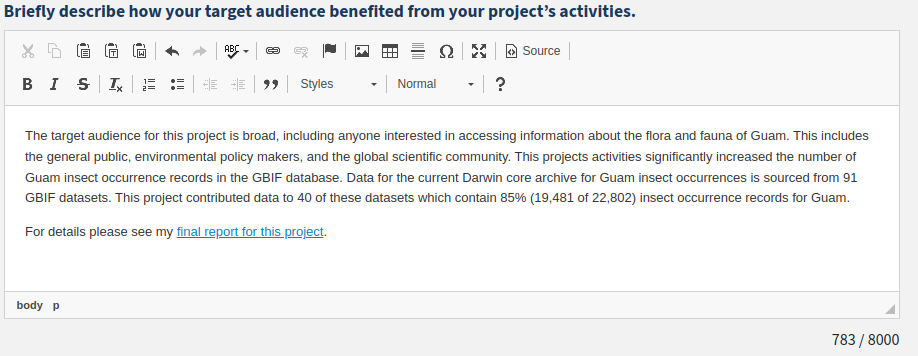 Briefly describe how your target audience benefited from your project's activities.
ABC
Source
B I S Ix
Styles Normal ?
The target audience for this project is broad, including anyone interested in accessing information about the flora and fauna of Guam. This includes
the general public, environmental policy makers, and the global scientific community. This projects activities significantly increased the number of
Guam insect occurrence records in the GBIF database. Data for the current Darwin core archive for Guam insect occurrences is sourced from 91
GBIF datasets. This project contributed data to 40 of these datasets which contain 85% (19,481 of 22,802) insect occurrence records for Guam.
For details please see my final report for this project.
body p
783 / 8000